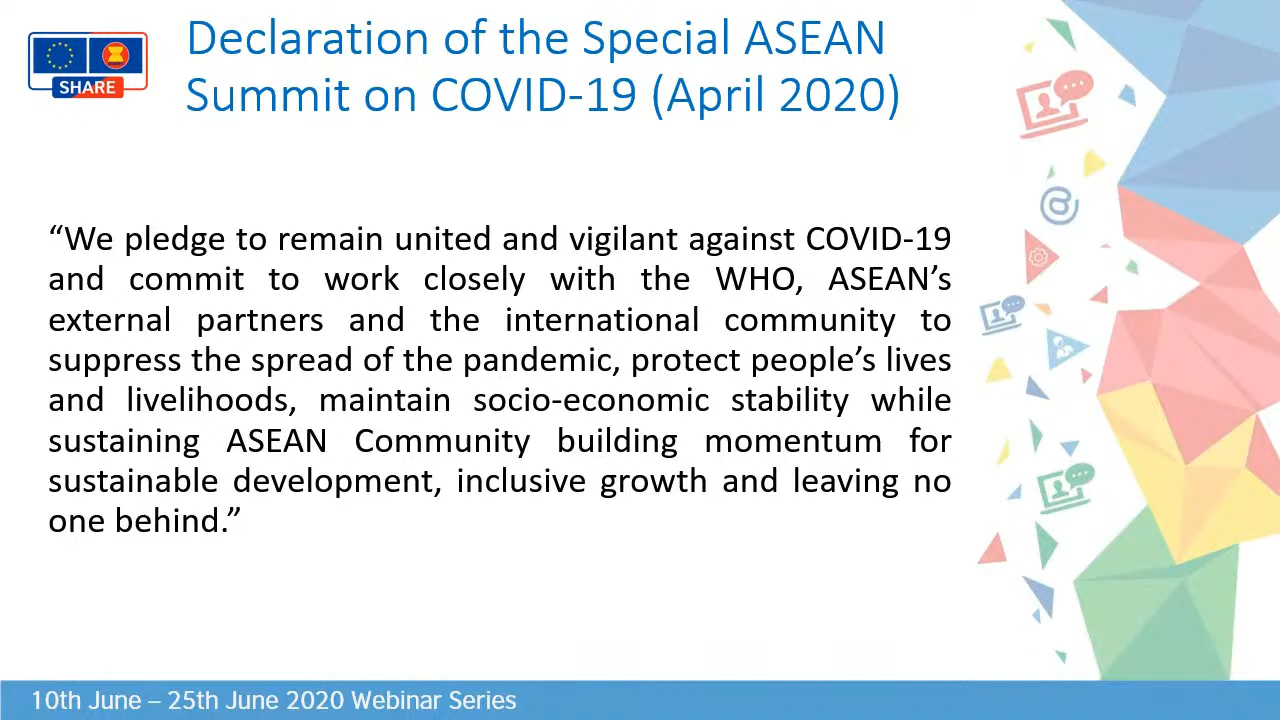 SHARE
Declaration of the Special ASEAN
Summit on COVID-19 (April 2020)
“We pledge to remain united and vigilant against COVID-19
and commit to work closely with the WHO, ASEAN’s
external partners and the international community to
suppress the spread of the pandemic, protect people’s lives
and livelihoods, maintain socio-economic stability while
sustaining ASEAN Community building momentum for
sustainable development, inclusive growth and leaving no
one behind.”
@
10th June – 25th June 2020 Webinar Series